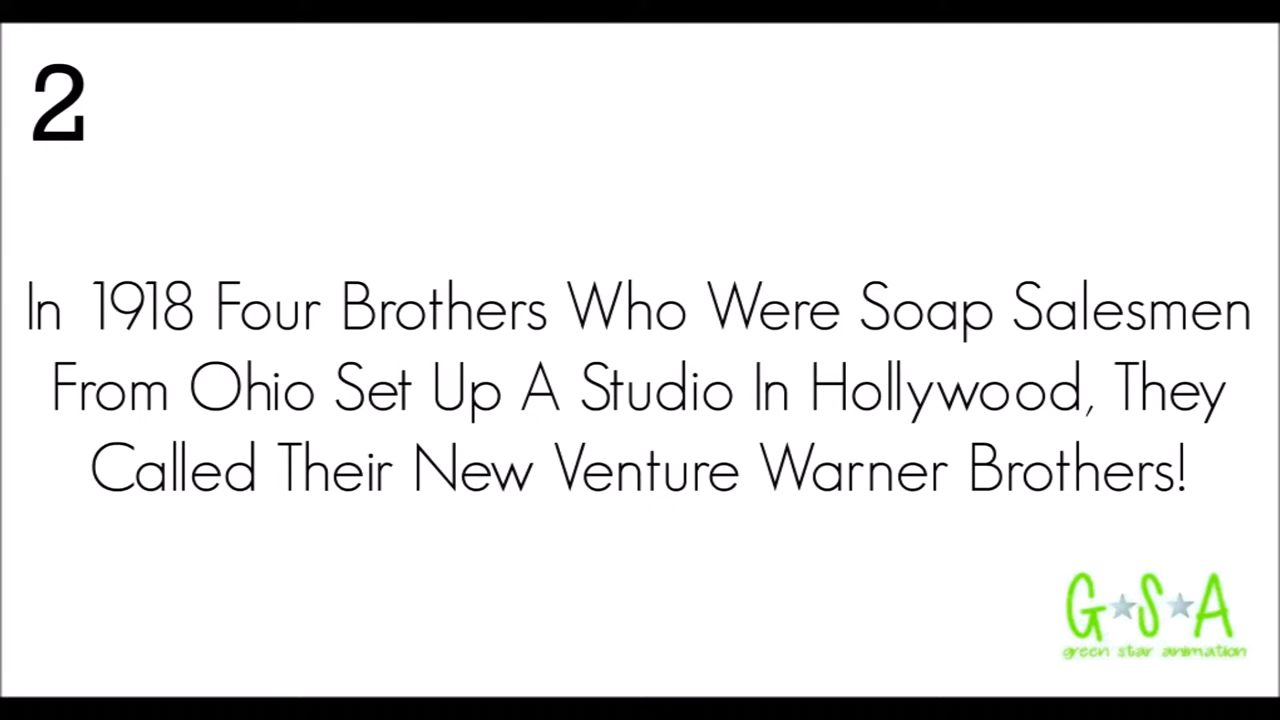 2
In 1918 Four Brothers Who Were Soap Salesmen
From Ohio Set Up A Studio In Hollywood, They
Called Their New Venture Warner Brothers!
G★S★A
green star animation